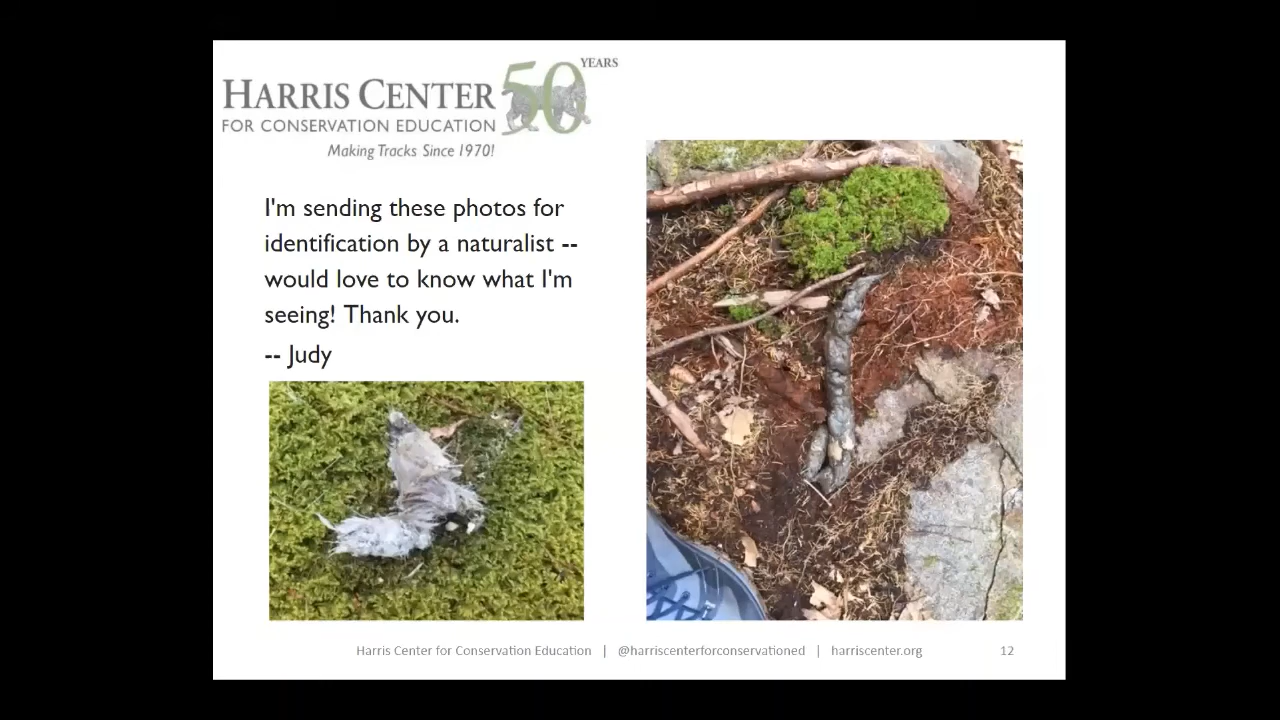 HARRIS CENTER 50 YEARS
FOR CONSERVATION EDUCATION
Making Tracks Since 1970!
I'm sending these photos for
identification by a naturalist --
would love to know what I'm
seeing! Thank you.
-- Judy
Harris Center for Conservation Education | @harriscenterforconservationed | harriscenter.org 12